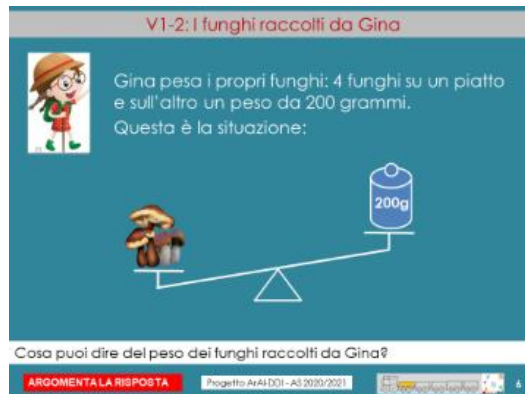 V1-2: I funghi raccolti da Gina
Gina pesa i propri funghi: 4 funghi su un piatto
e sull'altro un peso da 200 grammi.
Questa è la situazione:
200g
Cosa puoi dire del peso dei funghi raccolti da Gina?
ARGOMENTA LA RISPOSTA
Progetto ArAl-DDI - AS 2020/2021
6